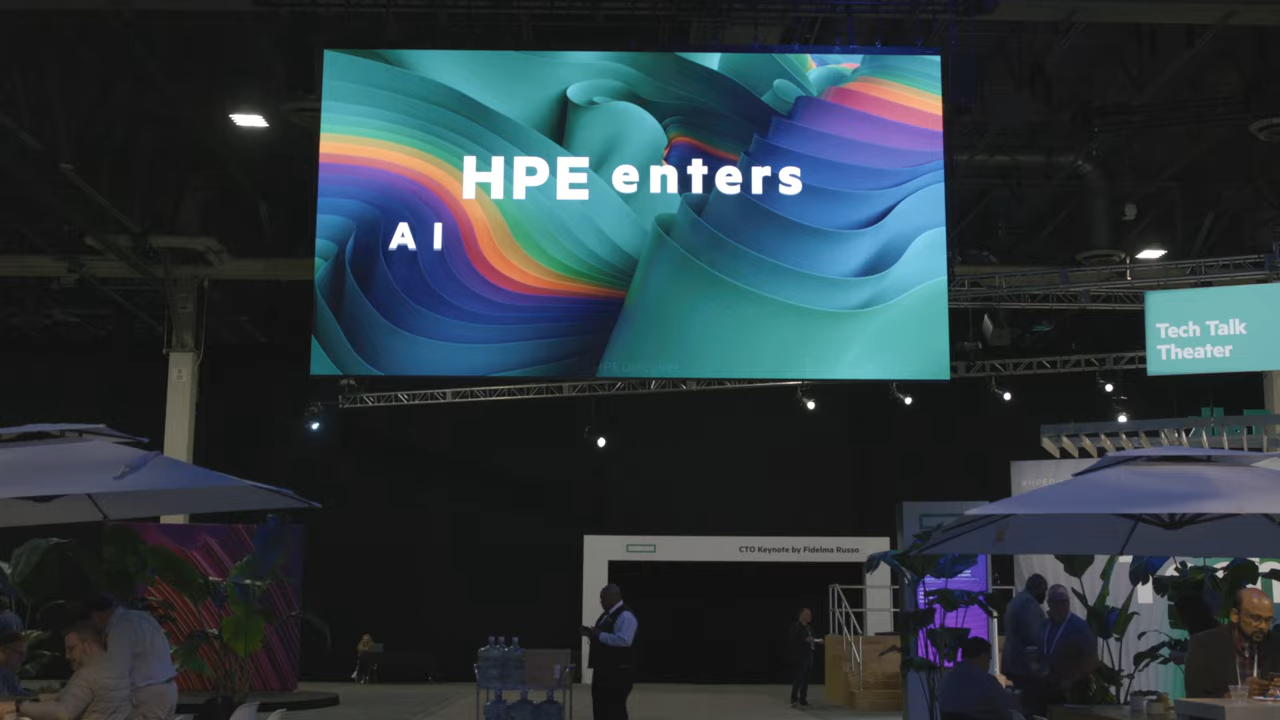 HPE enters
AI
Tech Talk
Theater
CTO Keynote by Fidelma Russo